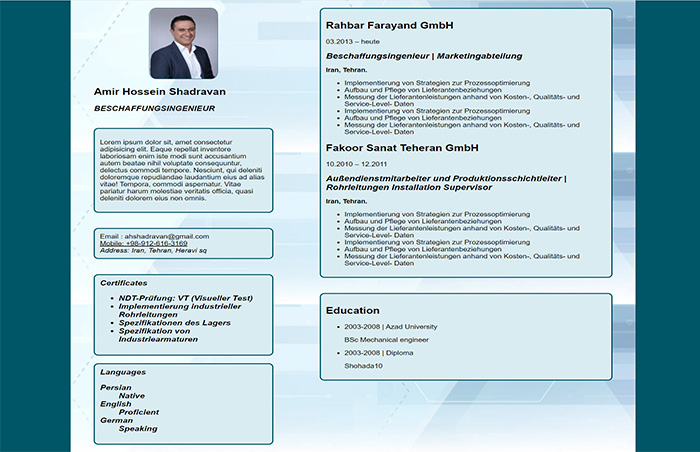 Amir Hossein Shadravan
BESCHAFFUNGSINGENIEUR
Lorem ipsum dolor sit, amet consectetur
adipisicing elit. Eaque repellat inventore
laboriosam enim iste modi sunt accusantium
autem beatae nihil voluptate consequuntur,
delectus commodi tempore. Nesciunt, qui deleniti
doloremque repudiandae laudantium eius ad alias
vitae! Tempora, commodi aspernatur. Vitae
pariatur harum molestiae veritatis officia, quasi
deleniti dolorem eius non omnis.
Email : ahshadravan@gmail.com
Mobile: +98-912-616-3169
Address: Iran, Tehran, Heravi sq
Certificates
NDT-Prüfung: VT (Visueller Test)
Implementierung industrieller
Rohrleitungen
Spezifikationen des Lagers
Spezifikation von
Industriearmaturen
Languages
Persian
Native
English
Proficient
German
Speaking
Rahbar Farayand GmbH
03.2013 – heute
Beschaffungsingenieur | Marketingabteilung
Iran, Tehran.
Implementierung von Strategien zur Prozessoptimierung
Aufbau und Pflege von Lieferantenbeziehungen
Messung der Lieferantenleistungen anhand von Kosten-, Qualitäts- und
Service-Level- Daten
Implementierung von Strategien zur Prozessoptimierung
Aufbau und Pflege von Lieferantenbeziehungen
Messung der Lieferantenleistungen anhand von Kosten-, Qualitäts- und
Service-Level- Daten
Fakoor Sanat Teheran GmbH
10.2010 – 12.2011
Außendienstmitarbeiter und Produktionsschichtleiter |
Rohrleitungen Installation Supervisor
Iran, Tehran.
Implementierung von Strategien zur Prozessoptimierung
Aufbau und Pflege von Lieferantenbeziehungen
Messung der Lieferantenleistungen anhand von Kosten-, Qualitäts- und
Service-Level- Daten
Implementierung von Strategien zur Prozessoptimierung
Aufbau und Pflege von Lieferantenbeziehungen
Messung der Lieferantenleistungen anhand von Kosten-, Qualitäts- und
Service-Level- Daten
Education
2003-2008 | Azad University
BSc Mechanical engineer
2003-2008 | Diploma
Shohada10